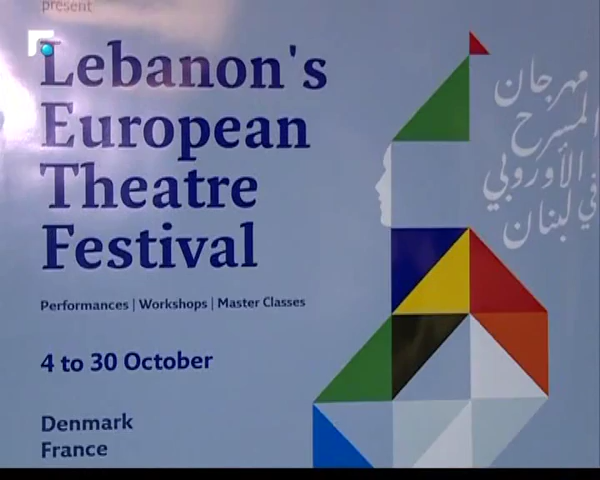 present
Lebanon's
European
Theatre
Festival
Performances | Workshops | Master Classes
4 to 30 October
Denmark
France
مهرجان
المسرح
الأوروبي
في لبنان